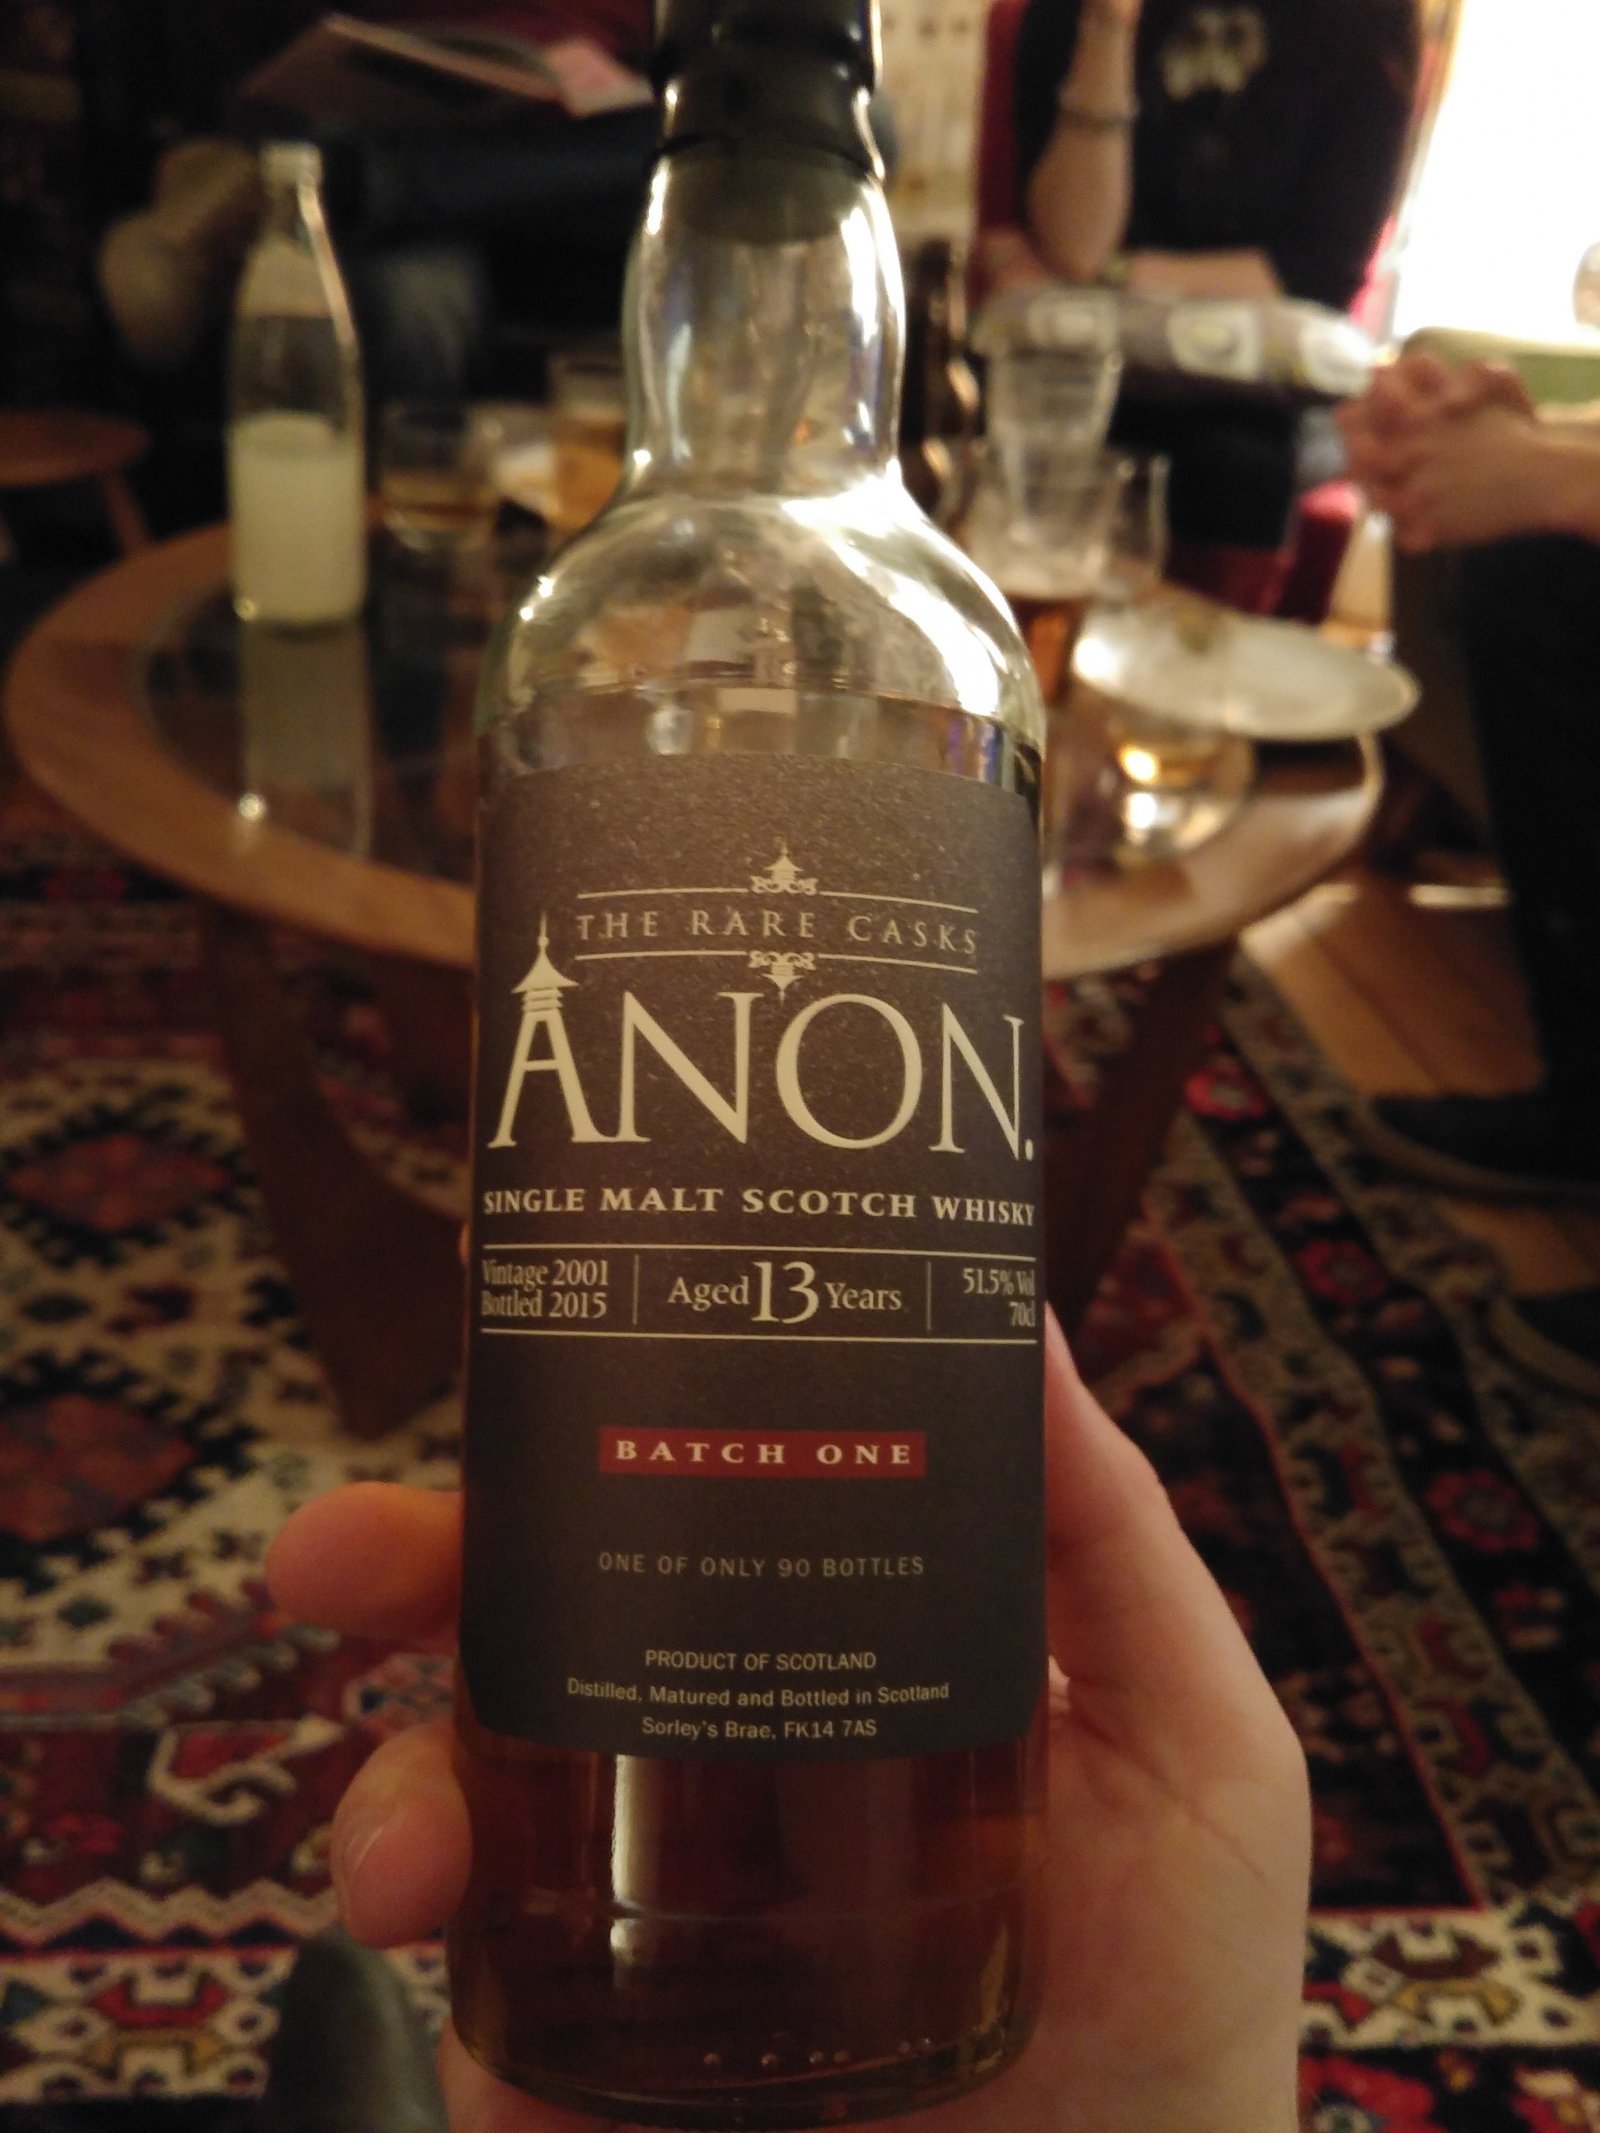 THE RARE CASKS
ANON.
SINGLE MALT SCOTCH WHISKY
Vintage 2001
Bottled 2015
Aged 13 Years
51.5% Vol
70cl
BATCH ONE
ONE OF ONLY 90 BOTTLES
PRODUCT OF SCOTLAND
Distilled, Matured and Bottled in Scotland
Sorley's Brae, FK14 7AS